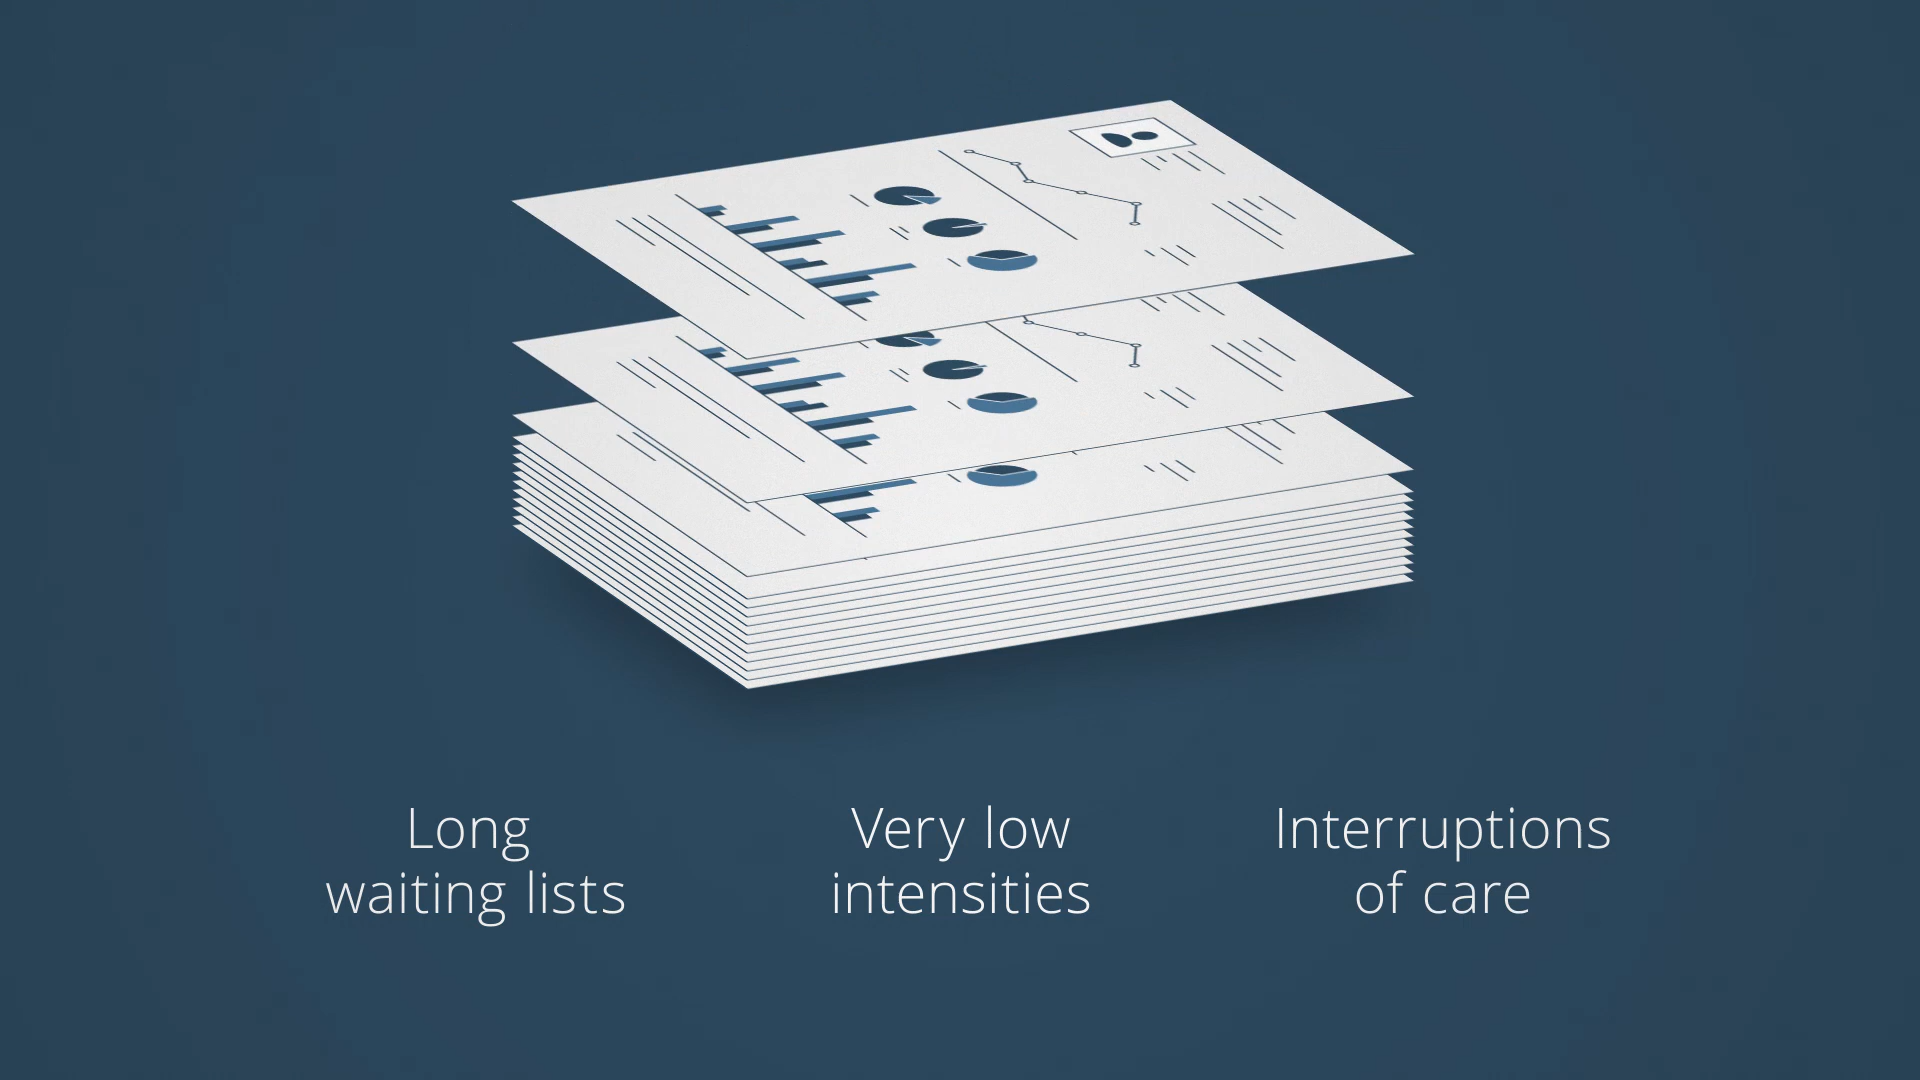 Long
waiting lists
Very low
intensities
Interruptions
of care